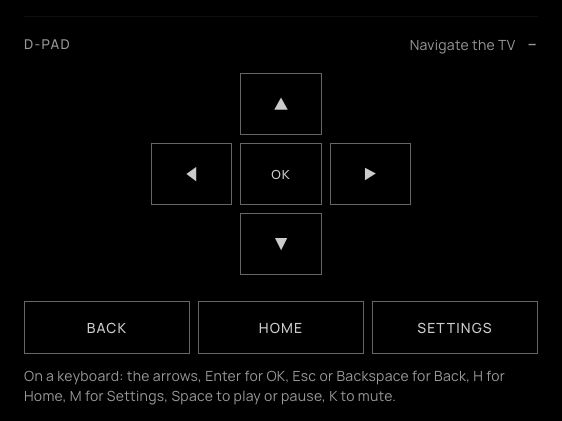 D-PAD
Navigate the TV –
OK
BACK
HOME
SETTINGS
On a keyboard: the arrows, Enter for OK, Esc or Backspace for Back, H for
Home, M for Settings, Space to play or pause, K to mute.